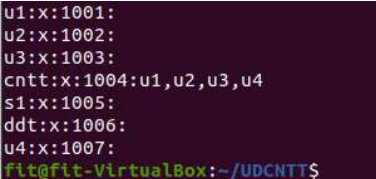 u1:x:1001:
u2:x:1002:
u3:x:1003:
cntt:x:1004:u1,u2,u3,u4
s1:x:1005:
ddt:x:1006:
u4:x:1007:
fit@fit-VirtualBox:~/UDCNTT$